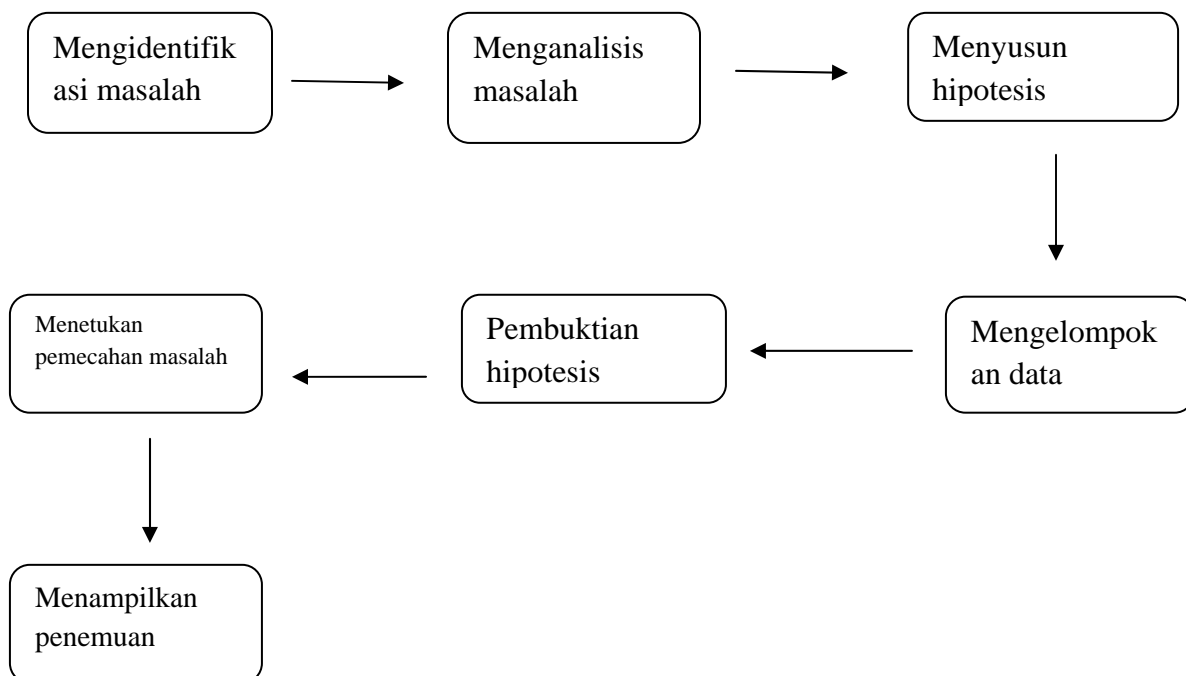 Mengidentifik
asi masalah
Menganalisis
masalah
Menyusun
hipotesis
Mengelompok
an data
Pembuktian
hipotesis
Menetukan
pemecahan masalah
Menampilkan
penemuan